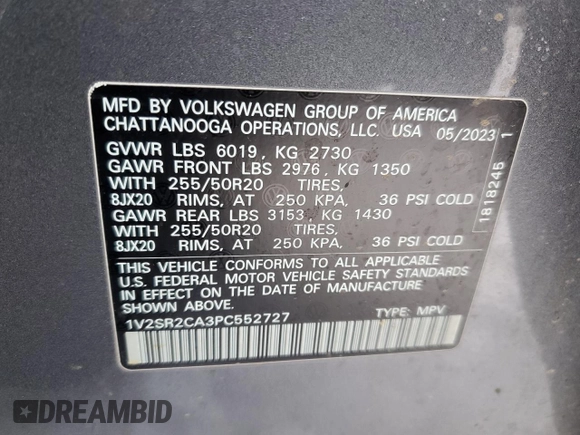 MFD BY VOLKSWAGEN GROUP OF AMERICA
CHATTANOOGA OPERATIONS, LLC. USA 05/2023
GVWR LBS 6019, KG 2730
GAWR FRONT LBS 2976, KG 1350
WITH 255/50R20 TIRES,
8JX20 RIMS, AT 250 KPA, 36 PSI COLD
GAWR REAR LBS 3153, KG 1430
WITH 255/50R20 TIRES,
8JX20 RIMS, AT 250 KPA, 36 PSI COLD
THIS VEHICLE CONFORMS TO ALL APPLICABLE
U.S. FEDERAL MOTOR VEHICLE SAFETY STANDARDS
IN EFFECT ON THE DATE OF MANUFACTURE
SHOWN ABOVE.
1V2SR2CA3PC552727 TYPE: MPV
1818245 1
DREAMBID